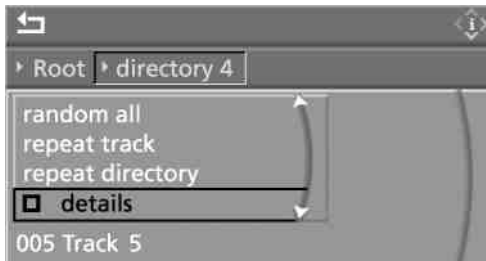 Root directory 4
random all
repeat track
repeat directory
details
005 Track 5